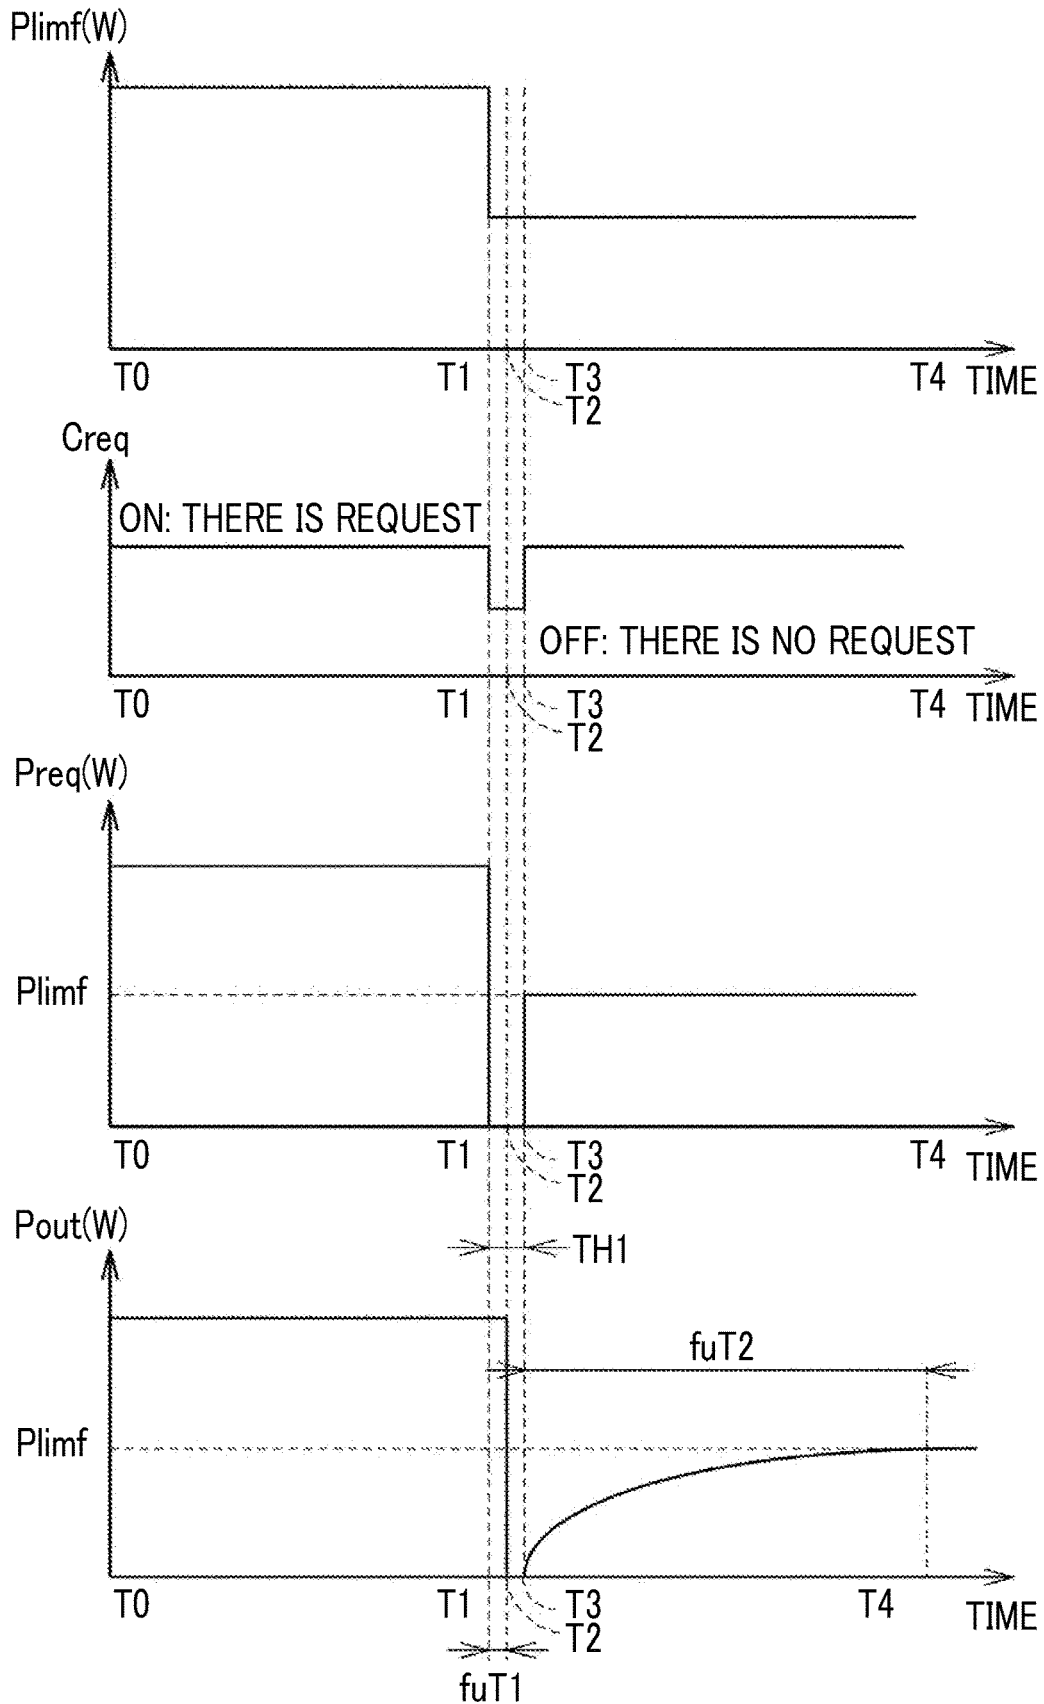 Plimf(W)
T0
T1
T3
T2
T4
TIME
Creq
ON: THERE IS REQUEST
OFF: THERE IS NO REQUEST
T0
T1
T3
T2
T4
TIME
Preq(W)
Plimf
T0
T1
T3
T2
T4
TIME
Pout(W)
TH1
fuT2
Plimf
T0
T1
T3
T2
T4
TIME
fuT1